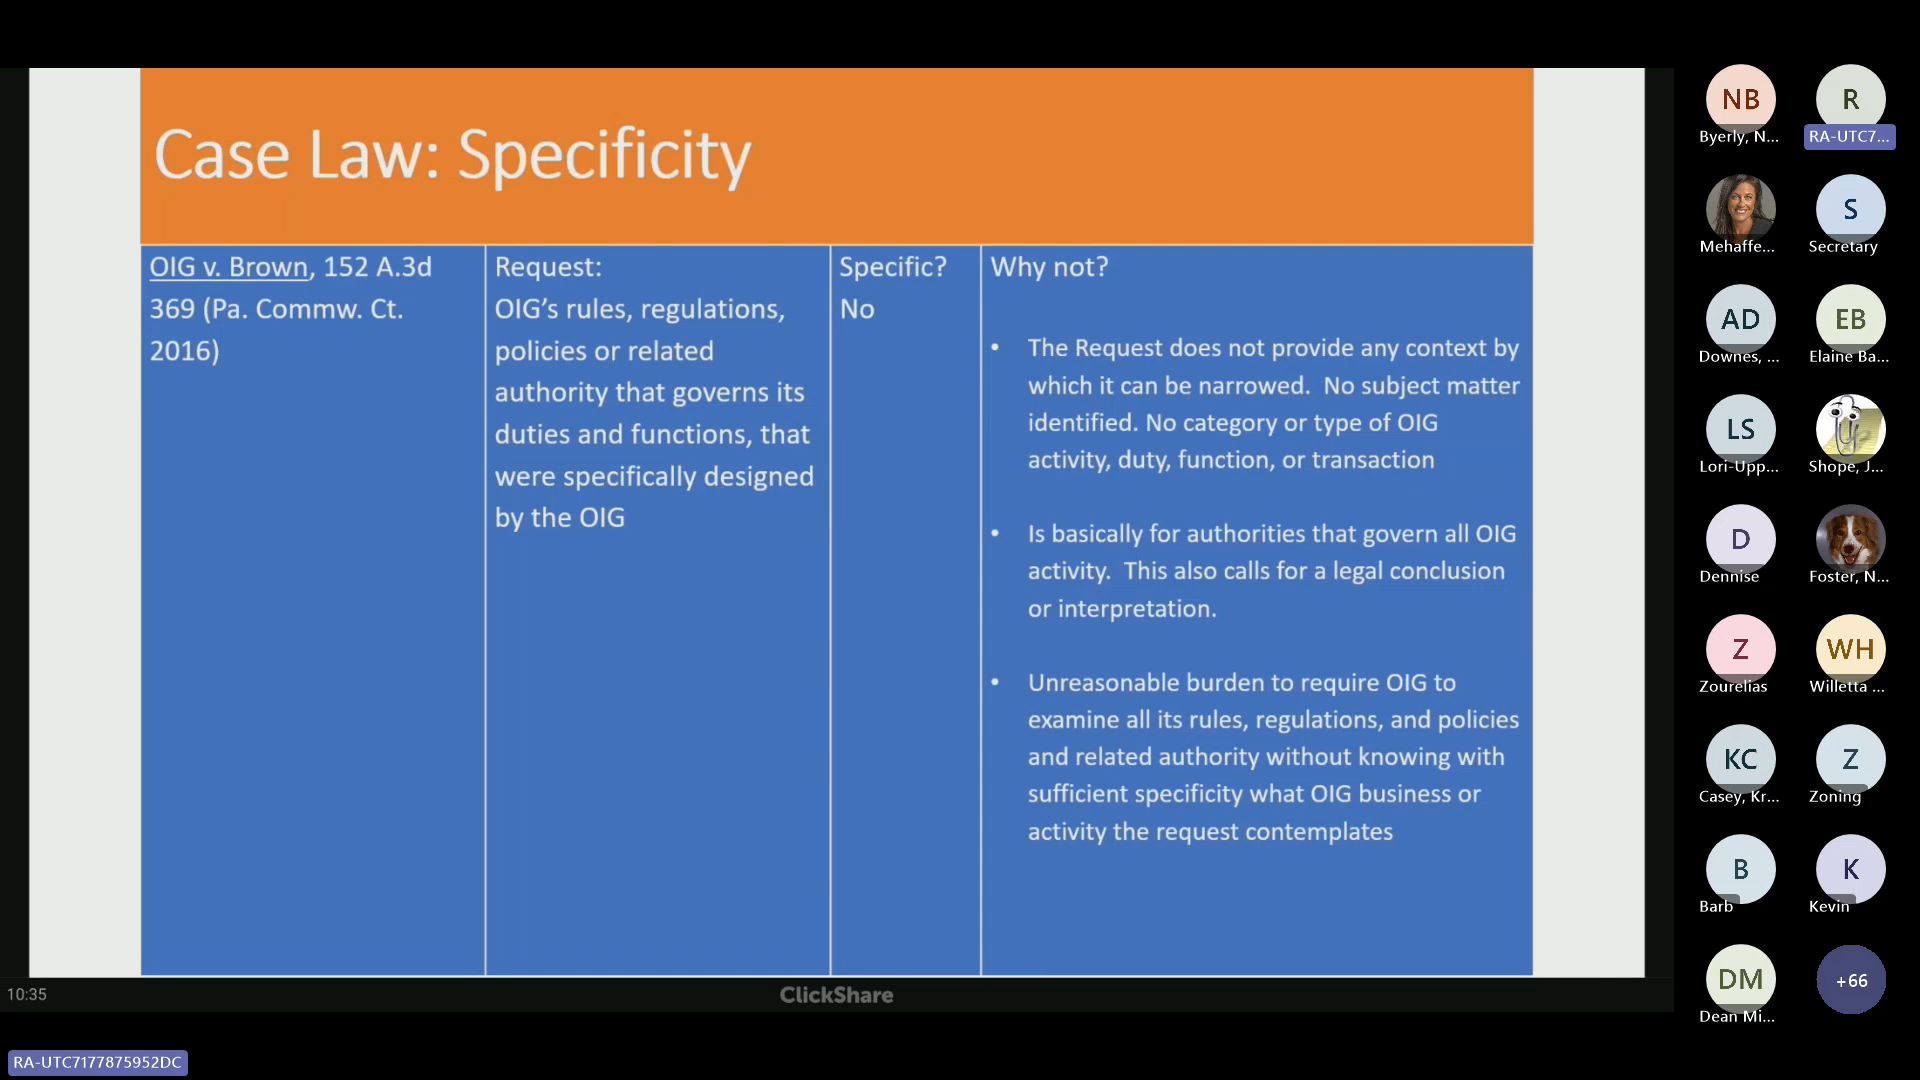 Case Law: Specificity
OIG v. Brown, 152 A.3d
369 (Pa. Commw. Ct.
2016)
Request:
OIG’s rules, regulations,
policies or related
authority that governs its
duties and functions, that
were specifically designed
by the OIG
Specific?
No
Why not?
• The Request does not provide any context by
which it can be narrowed.  No subject matter
identified. No category or type of OIG
activity, duty, function, or transaction
• Is basically for authorities that govern all OIG
activity.  This also calls for a legal conclusion
or interpretation.
• Unreasonable burden to require OIG to
examine all its rules, regulations, and policies
and related authority without knowing with
sufficient specificity what OIG business or
activity the request contemplates
10:35
ClickShare
RA-UTC7177875952DC
NB
Byerly, N...
R
RA-UTC7...
Mehaffe...
S
Secretary
AD
Downes, ...
EB
Elaine Ba...
LS
Lori-Upp...
Shope, J...
D
Dennise
Foster, N...
Z
Zourelias
WH
Willetta ...
KC
Casey, Kr...
Z
Zoning
B
Barb
K
Kevin
DM
Dean Mi...
+66